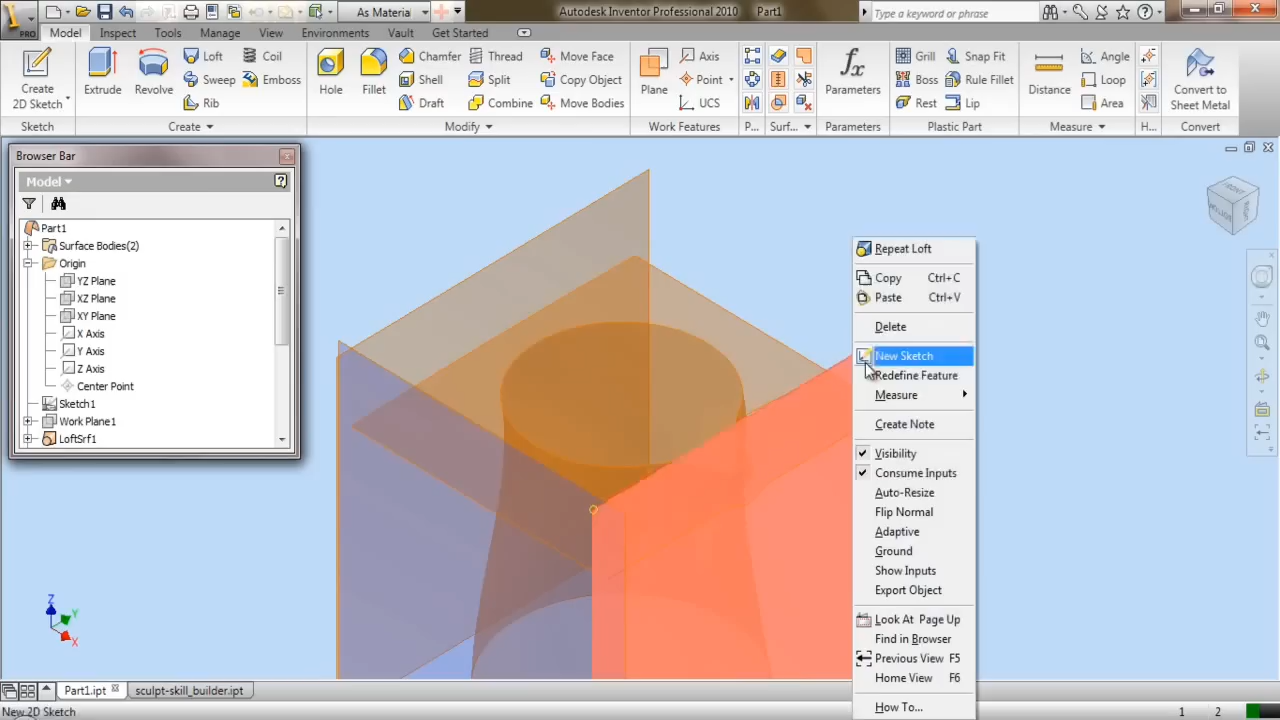 As Material
Autodesk Inventor Professional 2010 Part1
Type a keyword or phrase
PRO
Model Inspect Tools Manage View Environments Vault Get Started
Create
2D Sketch
Extrude
Revolve
Loft
Sweep
Rib
Coil
Emboss
Hole
Fillet
Chamfer
Shell
Draft
Thread
Split
Combine
Move Face
Copy Object
Move Bodies
Plane
Axis
Point
UCS
Parameters
Grill
Boss
Rest
Snap Fit
Rule Fillet
Lip
Distance
Angle
Loop
Area
Convert to
Sheet Metal
Sketch Create Modify Work Features P... Surf... Parameters Plastic Part Measure H... Convert
Browser Bar
Model
Part1
Surface Bodies(2)
Origin
YZ Plane
XZ Plane
XY Plane
X Axis
Y Axis
Z Axis
Center Point
Sketch1
Work Plane1
LoftSrf1
FRONT
Repeat Loft
Copy Ctrl+C
Paste Ctrl+V
Delete
New Sketch
Redefine Feature
Measure
Create Note
Visibility
Consume Inputs
Auto-Resize
Flip Normal
Adaptive
Ground
Show Inputs
Export Object
Look At Page Up
Find in Browser
Previous View F5
Home View F6
How To...
Z
Y
X
Part1.ipt sculpt-skill_builder.ipt
New 2D Sketch
1 2